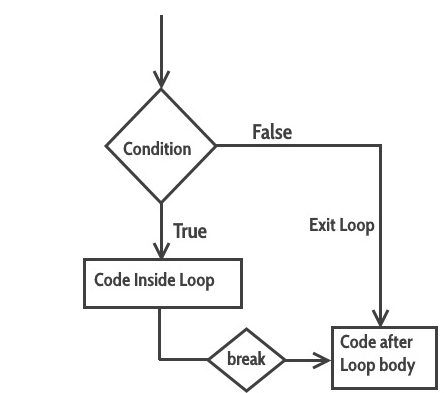 False
Condition
True
Exit Loop
Code Inside Loop
break
Code after
Loop body